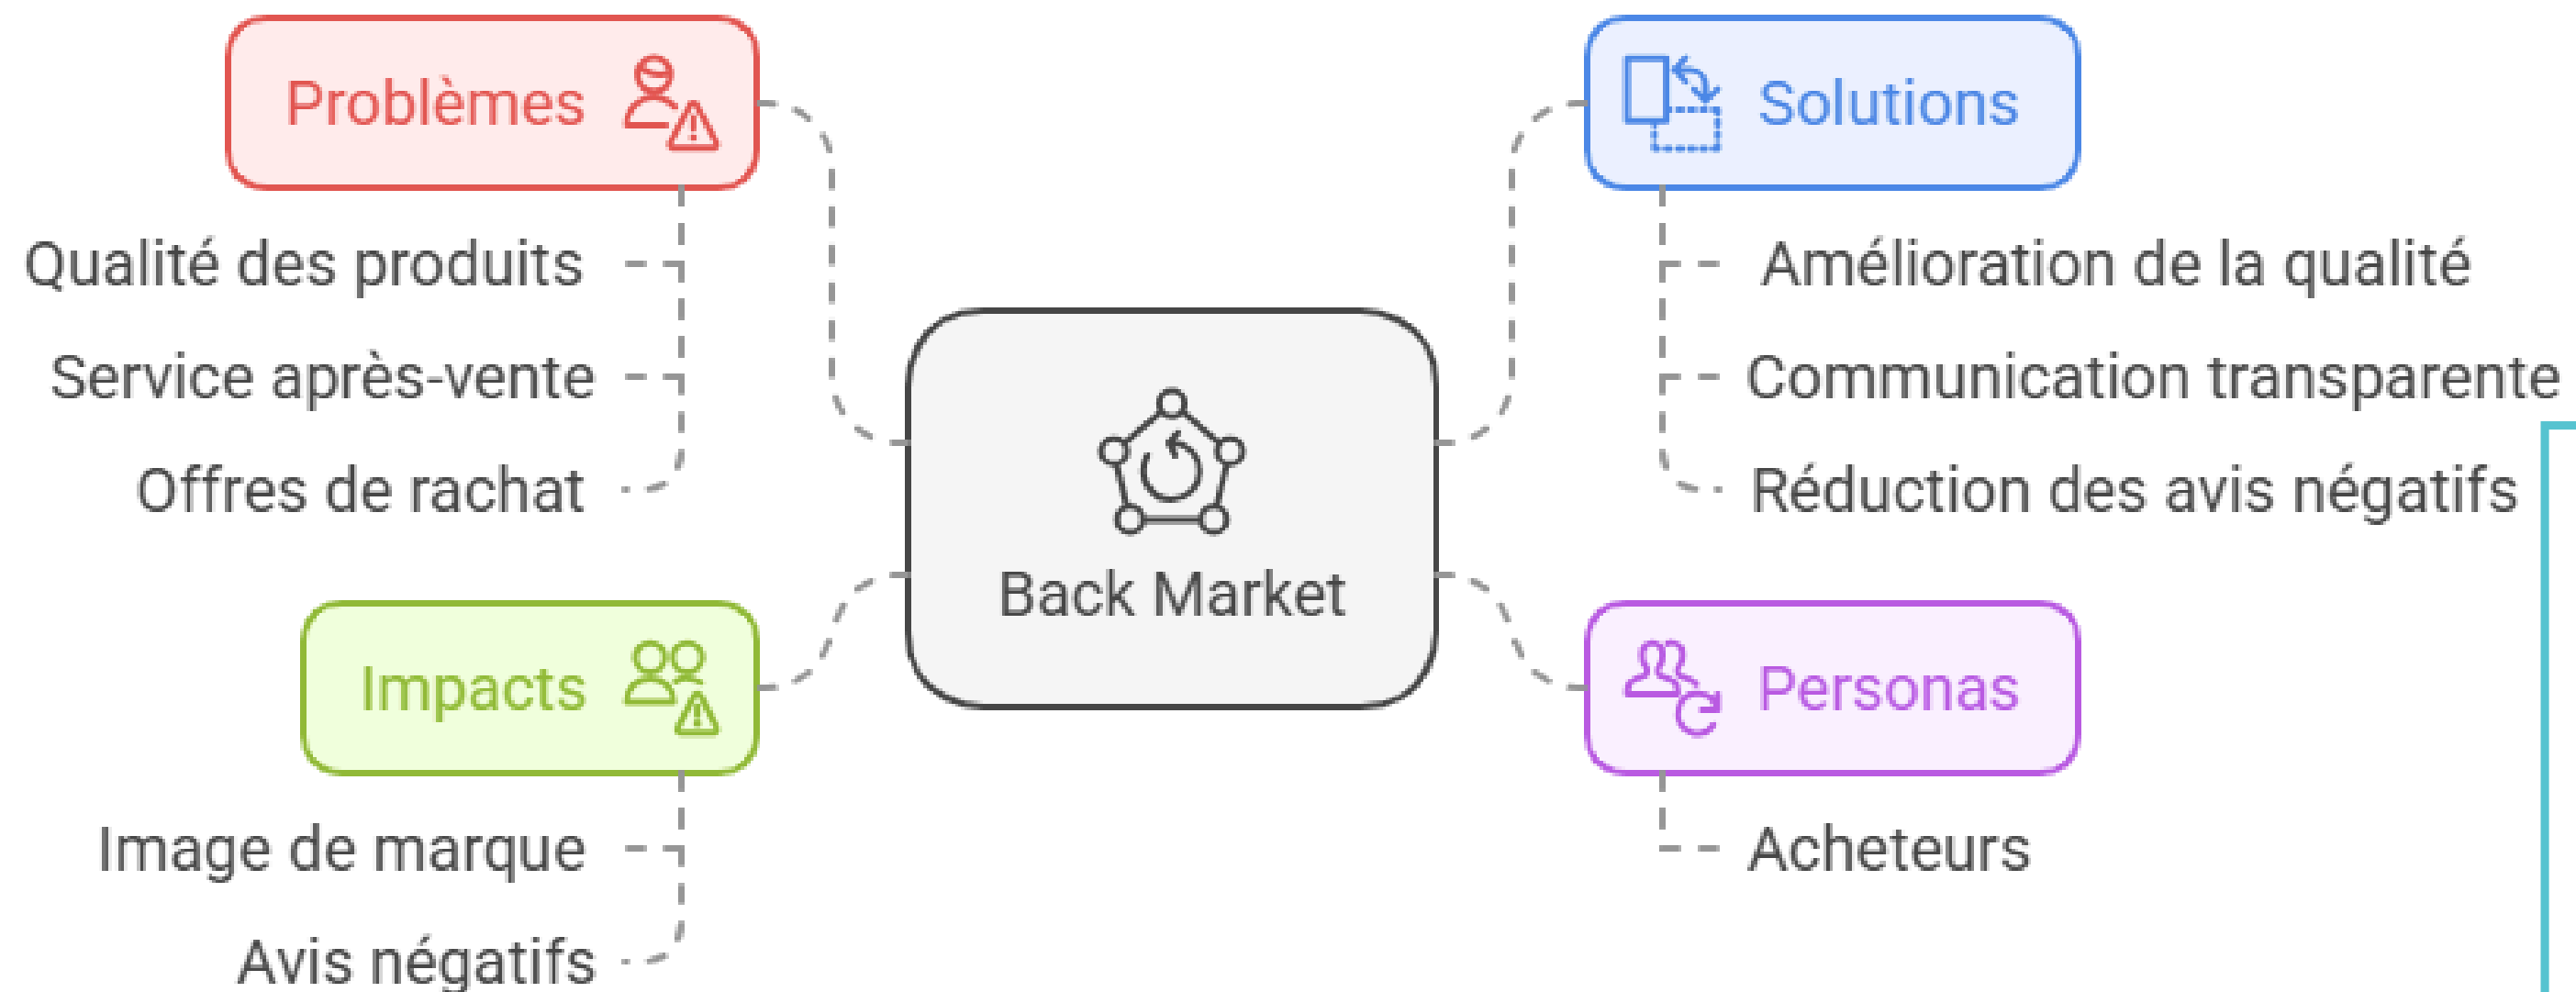 Problèmes
Qualité des produits
Service après-vente
Offres de rachat
Impacts
Image de marque
Avis négatifs
Back Market
Solutions
Amélioration de la qualité
Communication transparente
Réduction des avis négatifs
Personas
Acheteurs